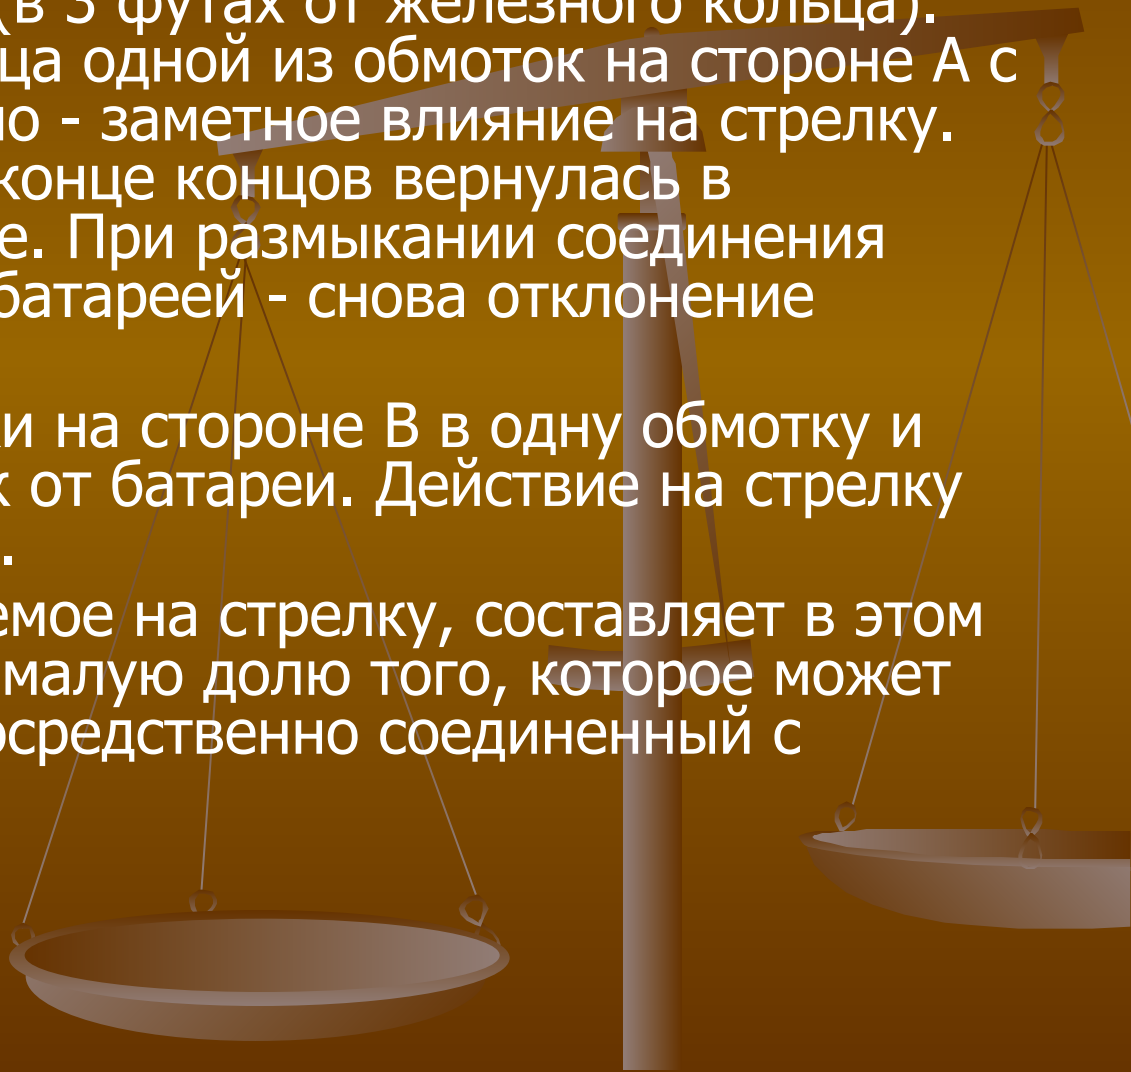 (в 3 футах от железного кольца).
ца одной из обмоток на стороне А с
но - заметное влияние на стрелку.
конце концов вернулась в
е. При размыкании соединения
батареей - снова отклонение
ки на стороне В в одну обмотку и
к от батареи. Действие на стрелку
.
емое на стрелку, составляет в этом
малую долю того, которое может
осредственно соединенный с